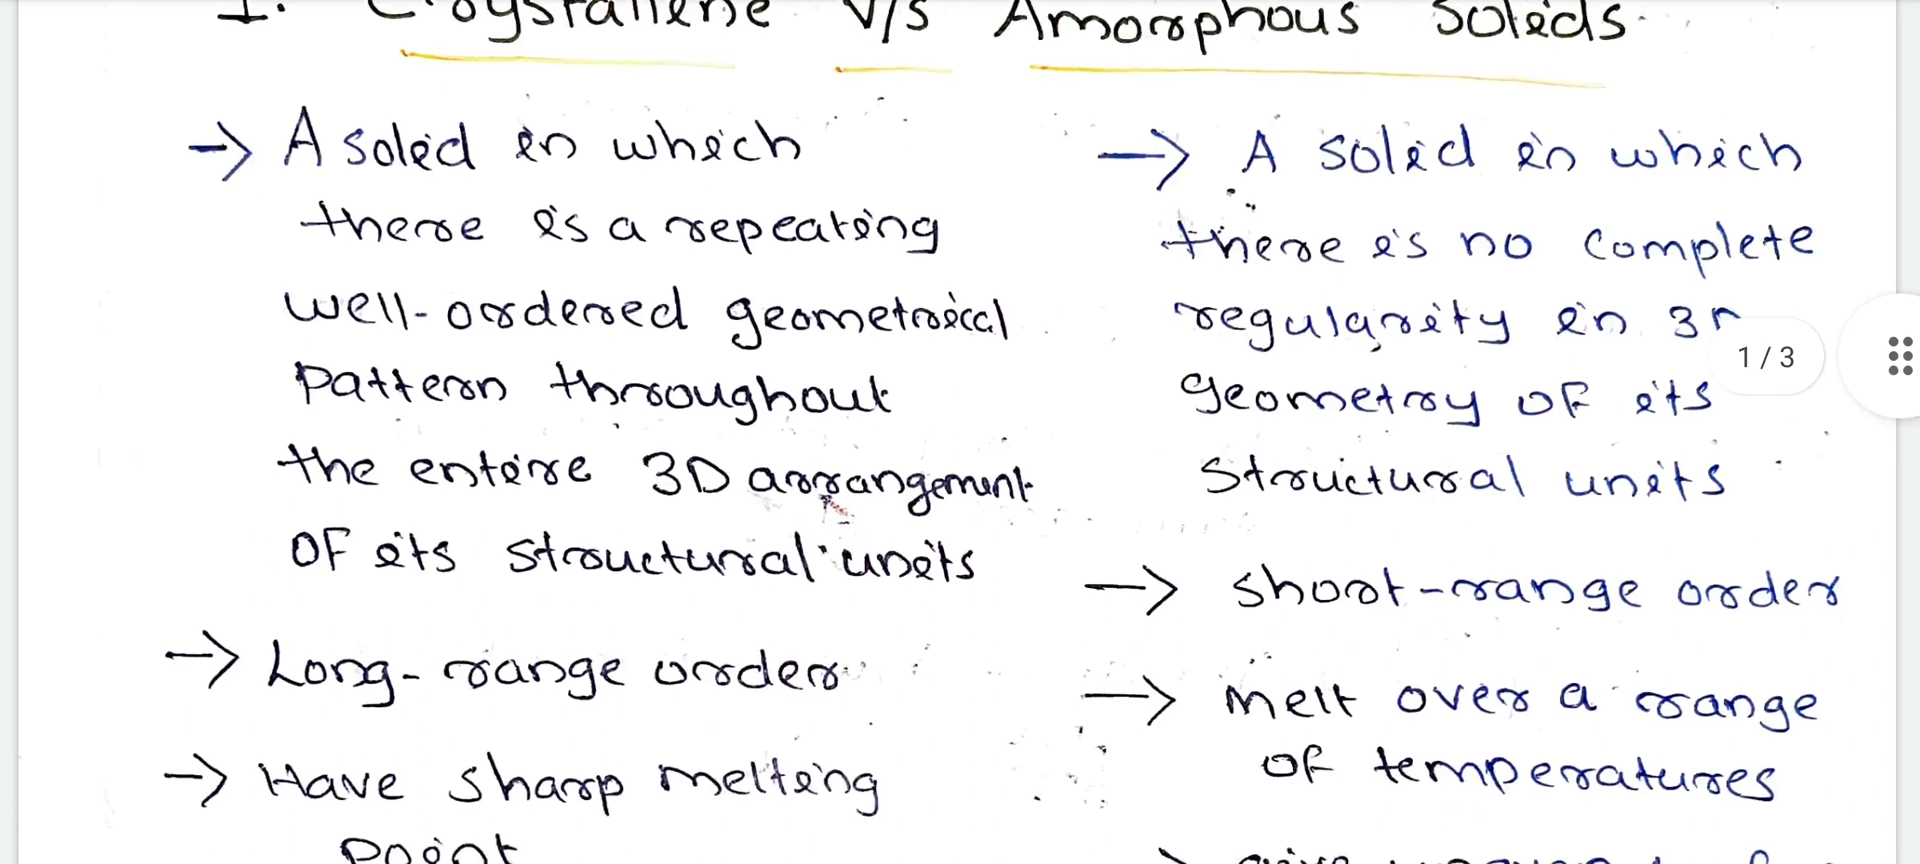 I. Crystalline v/s Amorphous Solids.
→ A solid in which
there is a repeating
well-ordered geometrical
pattern throughout
the entire 3D arrangement
of its structural units
→ Long-range order
→ Have sharp melting
point
→ A solid in which
there is no complete
regularity in
geometry of its
structural units
→ short-range order
→ melt over a range
of temperatures
1 / 3